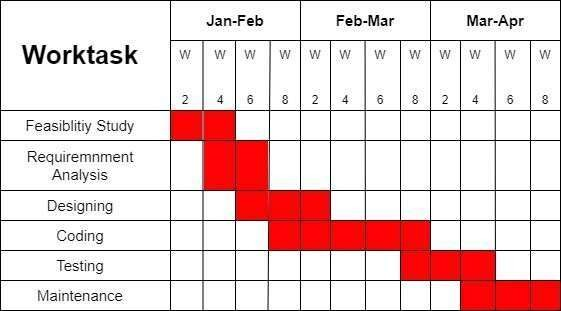 Worktask
Jan-Feb Feb-Mar Mar-Apr
W W W W W W W W W W W W
2 4 6 8 2 4 6 8 2 4 6 8
Feasiblitiy Study
Requiremnment
Analysis
Designing
Coding
Testing
Maintenance